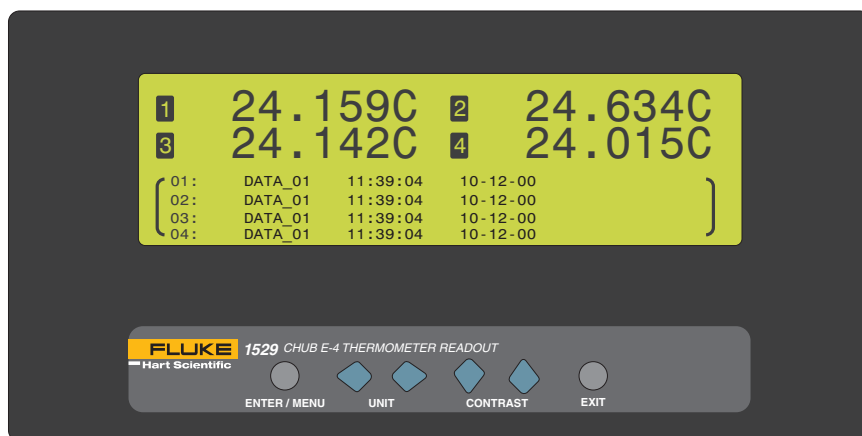 1 24.159C 2 24.634C
3 24.142C 4 24.015C
01: DATA_01 11:39:04 10-12-00
02: DATA_01 11:39:04 10-12-00
03: DATA_01 11:39:04 10-12-00
04: DATA_01 11:39:04 10-12-00
FLUKE 1529 CHUB E-4 THERMOMETER READOUT
Hart Scientific
ENTER / MENU UNIT CONTRAST EXIT